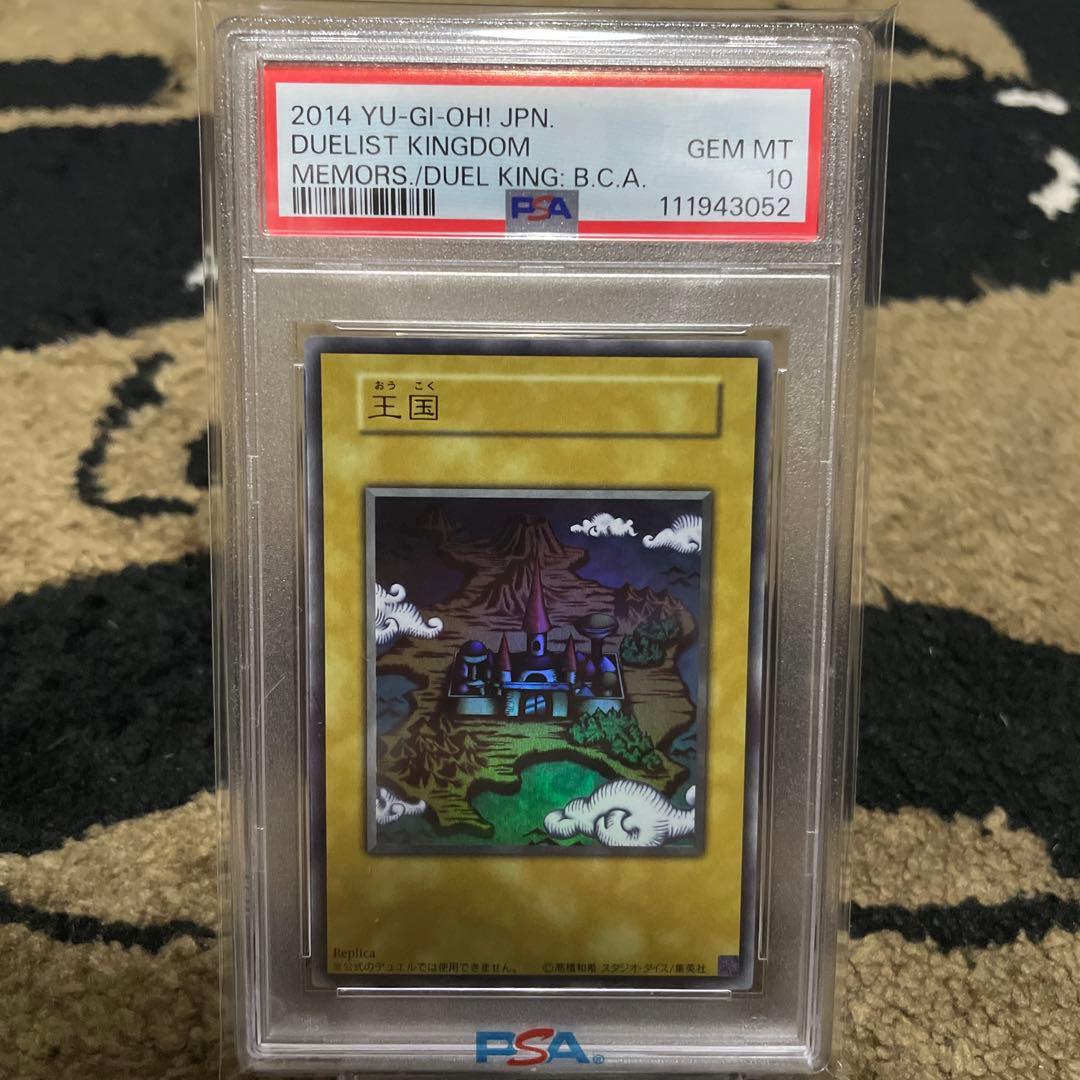 2014 YU-GI-OH! JPN.
DUELIST KINGDOM
GEM MT
MEMORS./DUEL KING: B.C.A.
10
PSA
111943052
おう こく
王国
Replica
※公式のデュエルでは使用できません。 ©高橋和希 スタジオ・ダイス/集英社
PSA®